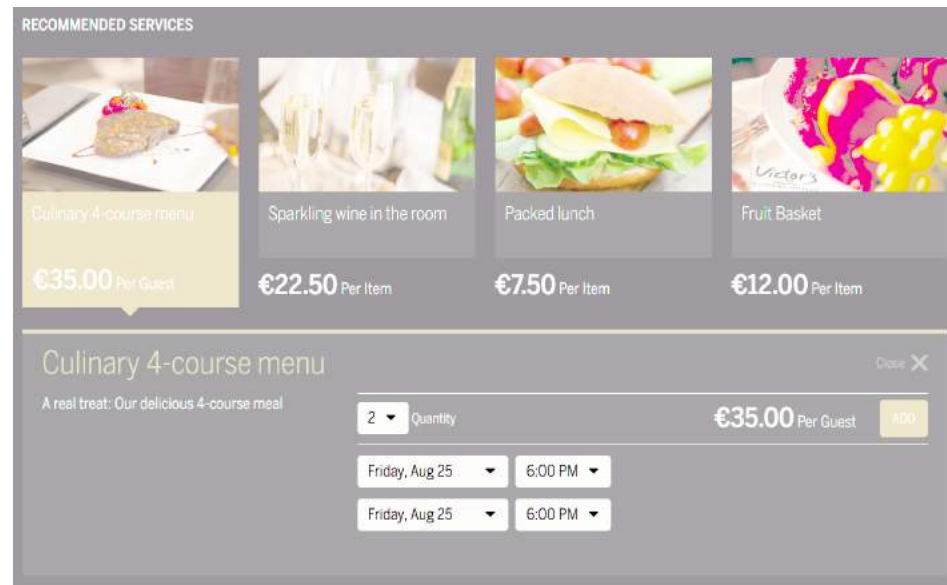 RECOMMENDED SERVICES
Victor's
Culinary 4-course menu
Sparkling wine in the room
Packed lunch
Fruit Basket
€35.00 Per Guest
€22.50 Per Item
€7.50 Per Item
€12.00 Per Item
Culinary 4-course menu
Close
A real treat: Our delicious 4-course meal
2 Quantity
€35.00 Per Guest
ADD
Friday, Aug 25
6:00 PM
Friday, Aug 25
6:00 PM